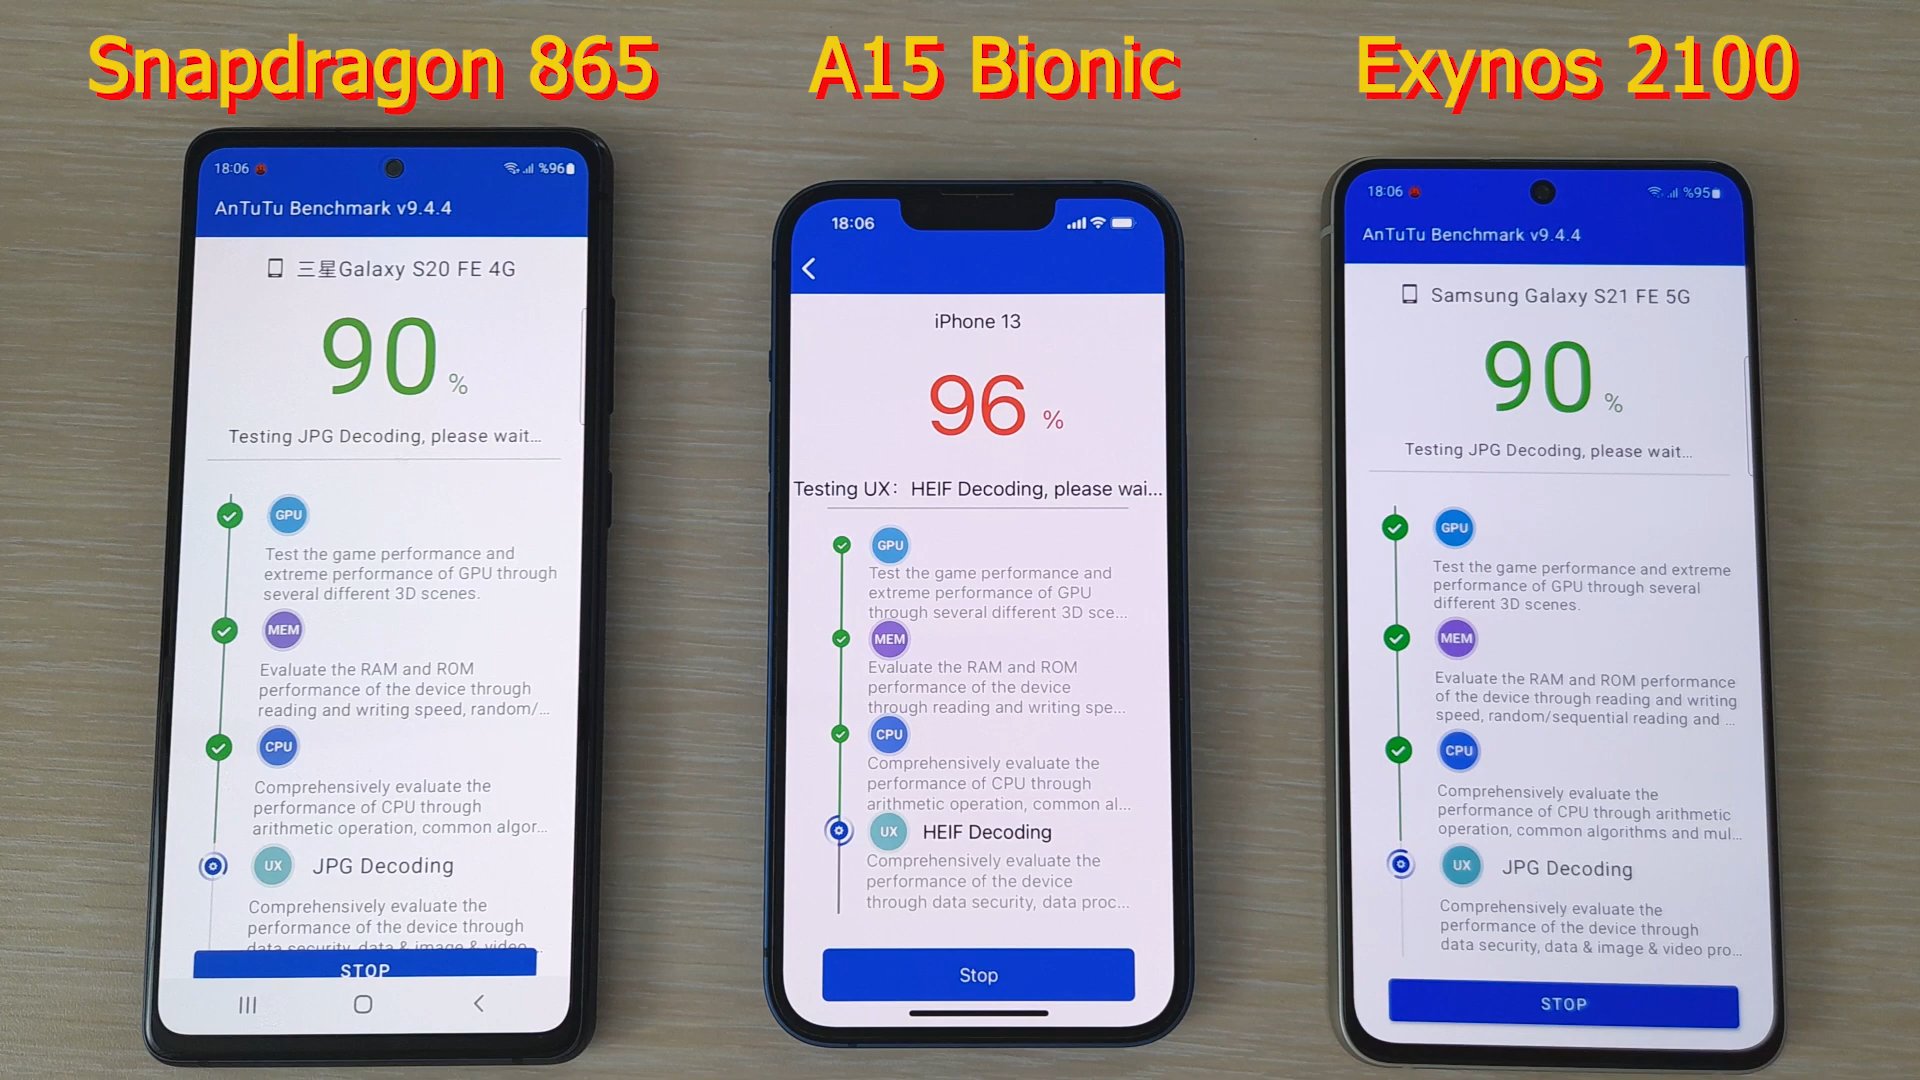 Snapdragon 865
A15 Bionic
Exynos 2100
18:06
%96
AnTuTu Benchmark v9.4.4
三星Galaxy S20 FE 4G
90 %
Testing JPG Decoding, please wait...
GPU
Test the game performance and
extreme performance of GPU through
several different 3D scenes.
MEM
Evaluate the RAM and ROM
performance of the device through
reading and writing speed, random/...
CPU
Comprehensively evaluate the
performance of CPU through
arithmetic operation, common algor...
UX JPG Decoding
Comprehensively evaluate the
performance of the device through
data security, data & image & video ...
STOP
18:06
iPhone 13
96 %
Testing UX: HEIF Decoding, please wai...
GPU
Test the game performance and
extreme performance of GPU
through several different 3D sce...
MEM
Evaluate the RAM and ROM
performance of the device
through reading and writing spe...
CPU
Comprehensively evaluate the
performance of CPU through
arithmetic operation, common al...
UX HEIF Decoding
Comprehensively evaluate the
performance of the device
through data security, data proc...
Stop
18:06
%95
AnTuTu Benchmark v9.4.4
Samsung Galaxy S21 FE 5G
90 %
Testing JPG Decoding, please wait...
GPU
Test the game performance and extreme
performance of GPU through several
different 3D scenes.
MEM
Evaluate the RAM and ROM performance
of the device through reading and writing
speed, random/sequential reading and ...
CPU
Comprehensively evaluate the
performance of CPU through arithmetic
operation, common algorithms and mul...
UX JPG Decoding
Comprehensively evaluate the
performance of the device through
data security, data & image & video pro...
STOP